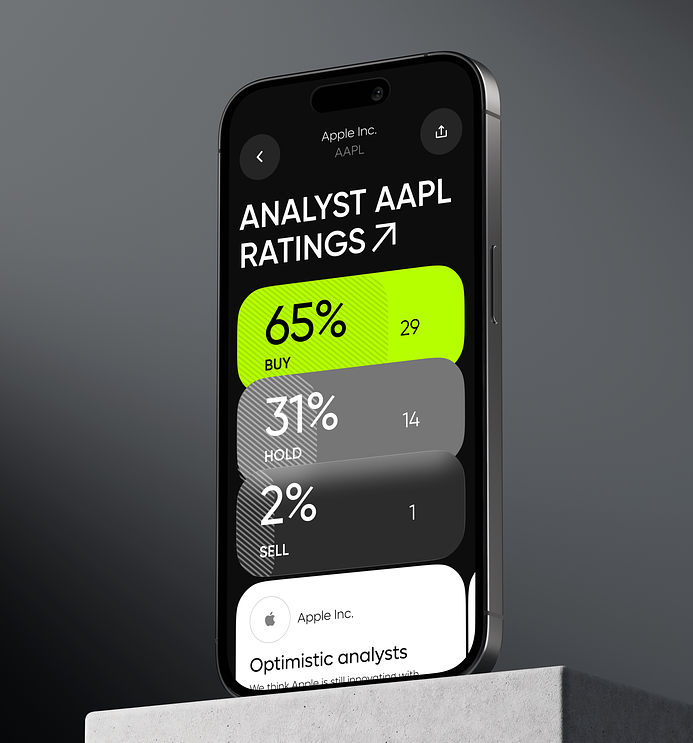 Apple Inc.
AAPL
ANALYST AAPL
RATINGS
65%
29
BUY
31%
14
HOLD
2%
1
SELL
Apple Inc.
Optimistic analysts
We think Apple is still innovating with